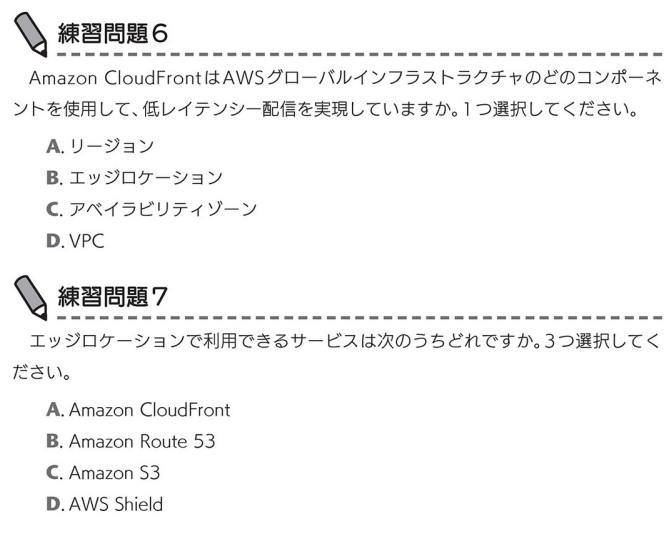 練習問題6
Amazon CloudFrontはAWSグローバルインフラストラクチャのどのコンポーネ
ントを使用して、低レイテンシー配信を実現していますか。1つ選択してください。
A. リージョン
B. エッジロケーション
C. アベイラビリティゾーン
D. VPC
練習問題7
エッジロケーションで利用できるサービスは次のうちどれですか。3つ選択してく
ださい。
A. Amazon CloudFront
B. Amazon Route 53
C. Amazon S3
D. AWS Shield